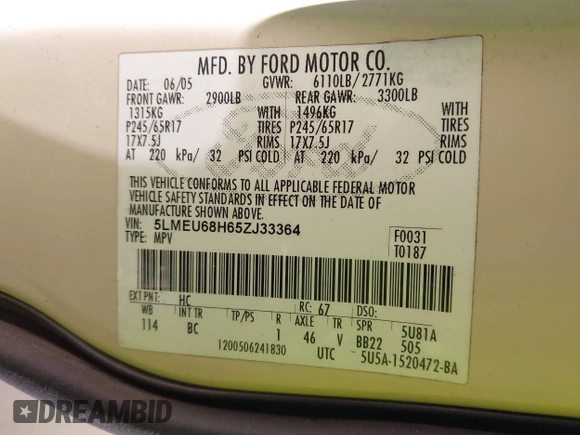 MFD. BY FORD MOTOR CO.
DATE: 06/05 GVWR: 6110LB/2771KG
FRONT GAWR: 2900LB REAR GAWR: 3300LB
1315KG WITH 1496KG WITH
P245/65R17 TIRES P245/65R17 TIRES
17X7.5J RIMS 17X7.5J RIMS
AT 220 kPa/ 32 PSI COLD AT 220 kPa/ 32 PSI COLD
THIS VEHICLE CONFORMS TO ALL APPLICABLE FEDERAL MOTOR
VEHICLE SAFETY STANDARDS IN EFFECT ON THE DATE OF
MANUFACTURE SHOWN ABOVE.
VIN: 5LMEU68H65ZJ33364
TYPE: MPV
F0031
T0187
EXT PNT: HC RC: 67 DSO:
WB INT TR TP/PS R AXLE TR SPR 5U81A
114 BC 1 46 V BB22 505
1200506241830 UTC 5U5A-1520472-BA
DREAMBID